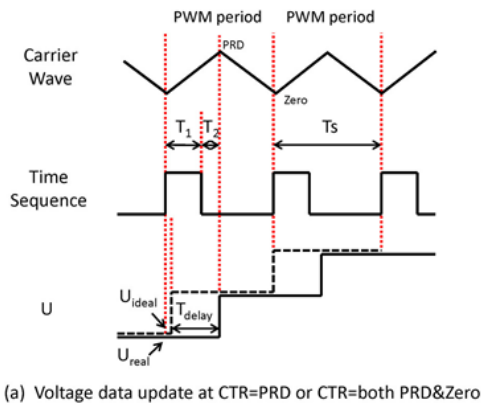 PWM period PWM period
Carrier Wave
PRD
Zero
T1 T2 Ts
Time Sequence
U
Uideal
Tdelay
Ureal
(a) Voltage data update at CTR=PRD or CTR=both PRD&Zero